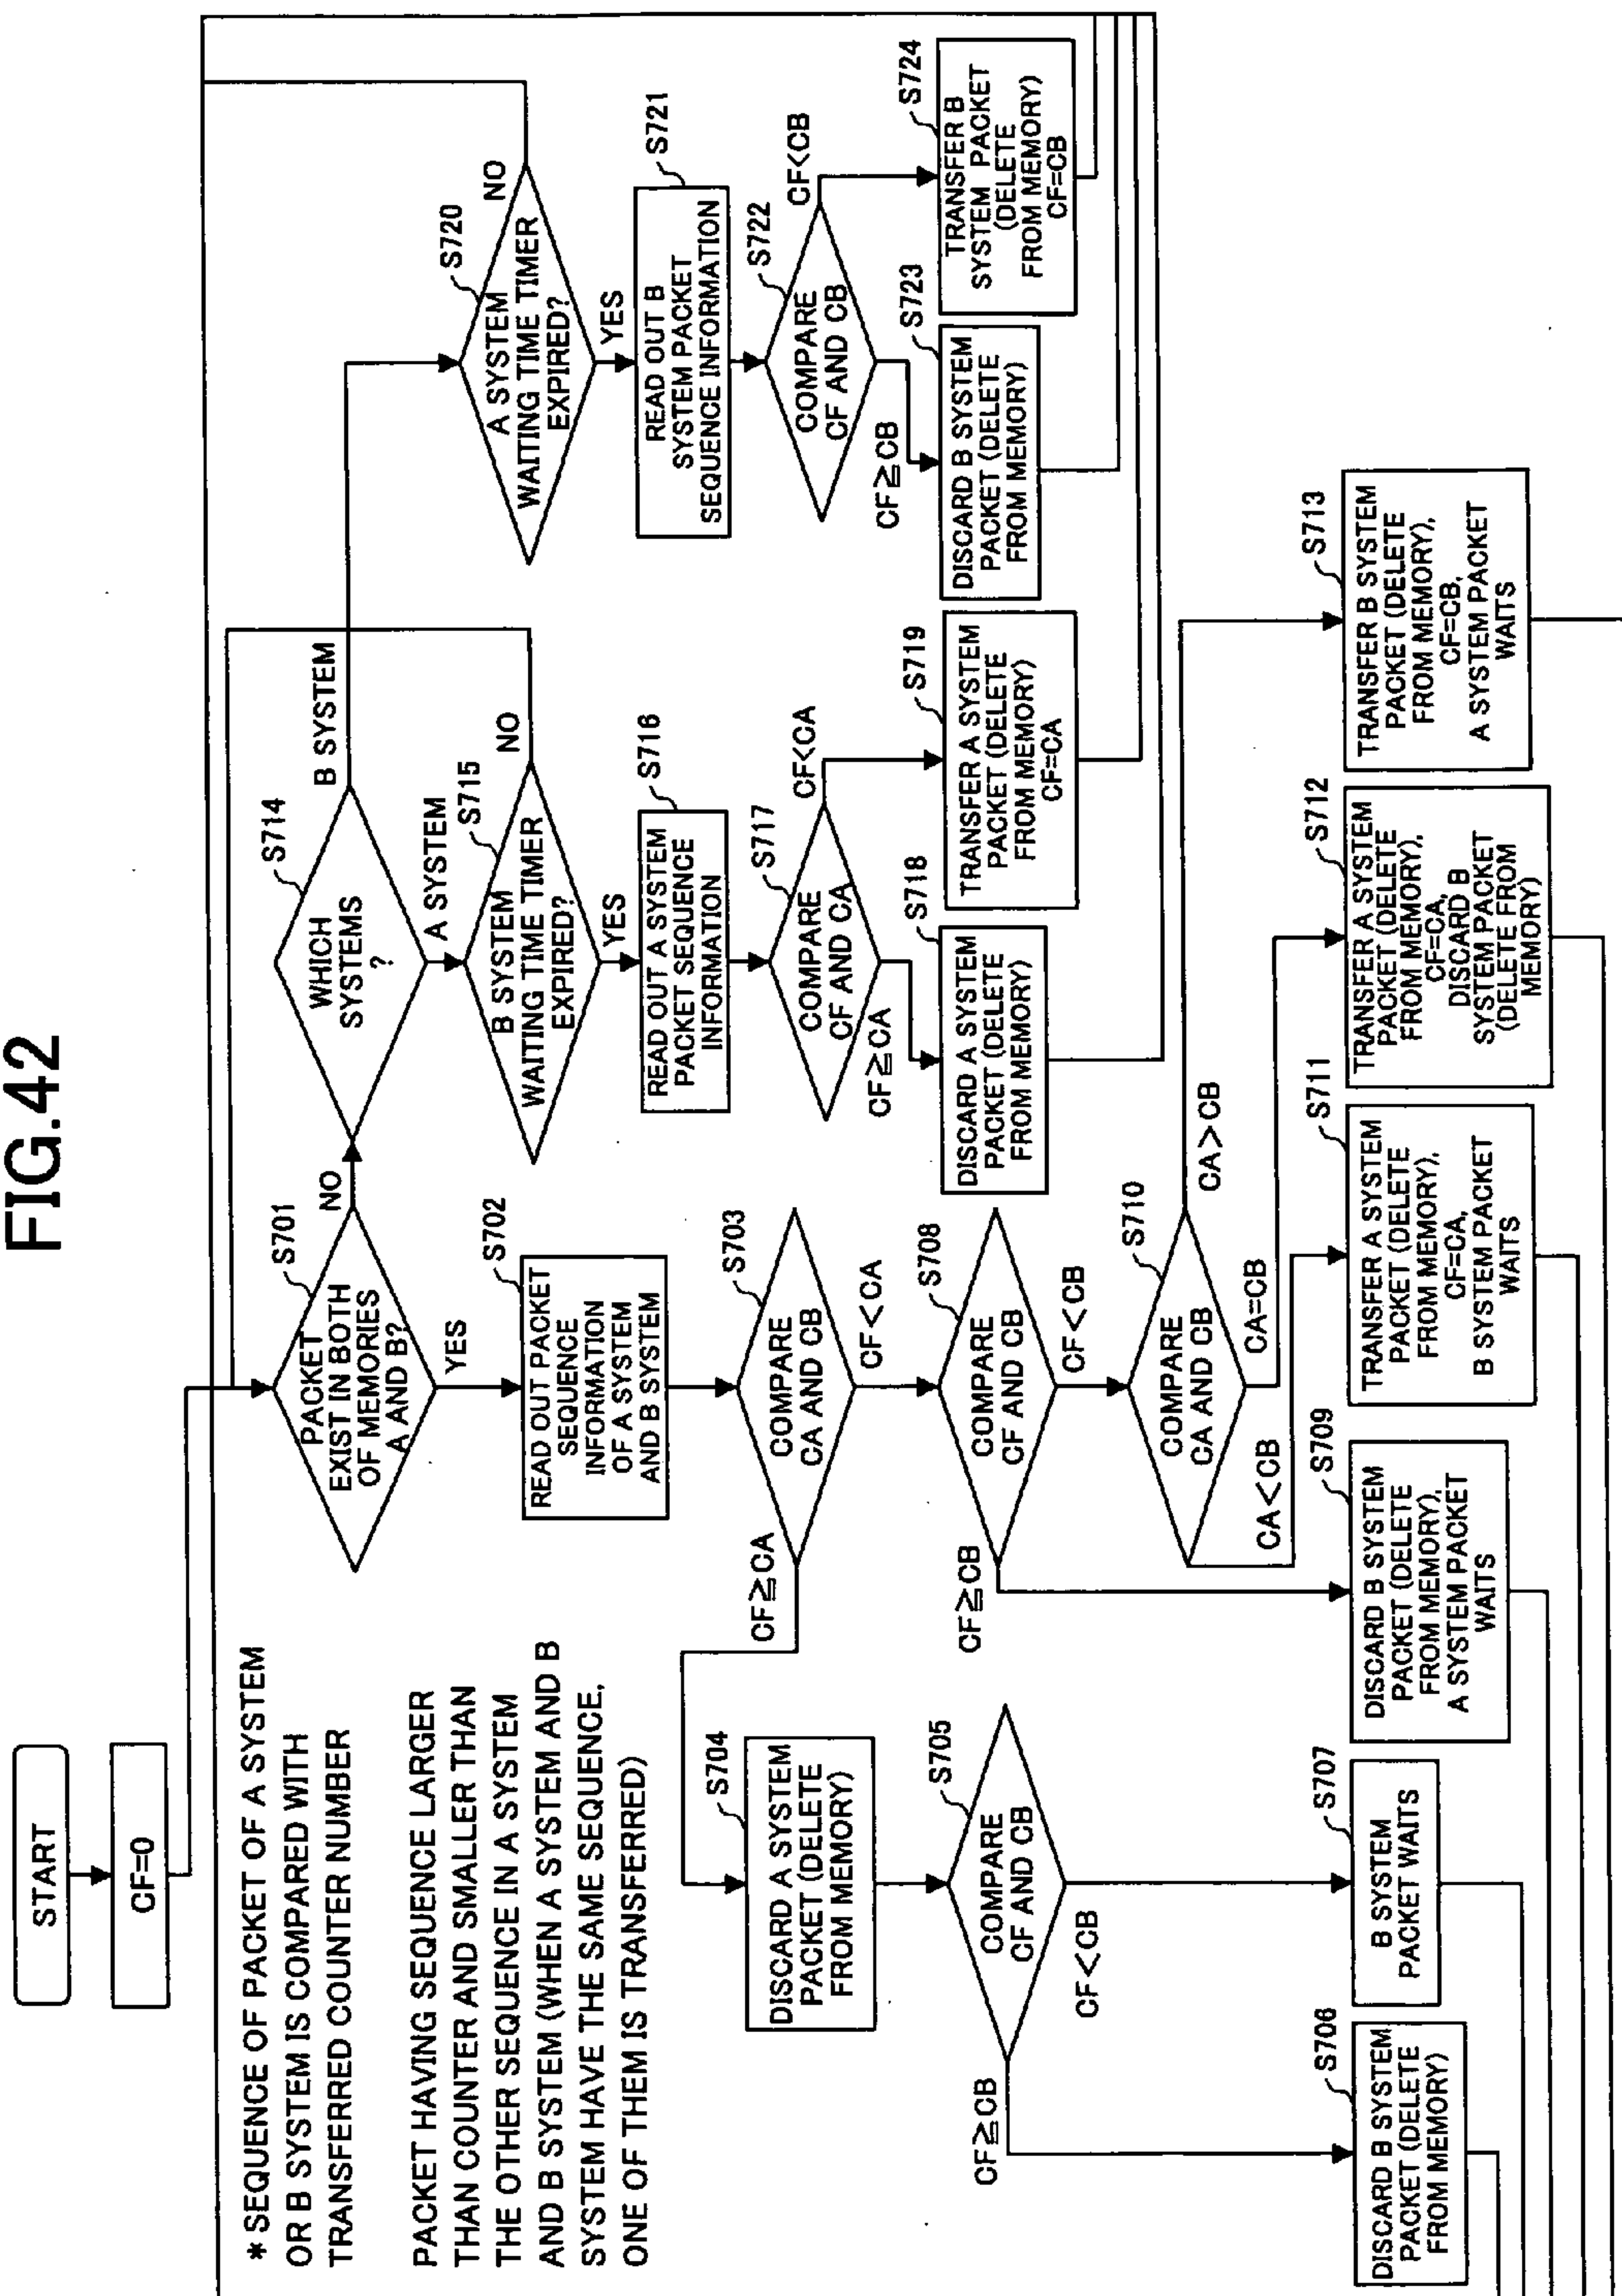 FIG.42
START
CF=0
* SEQUENCE OF PACKET OF A SYSTEM
OR B SYSTEM IS COMPARED WITH
TRANSFERRED COUNTER NUMBER
PACKET HAVING SEQUENCE LARGER
THAN COUNTER AND SMALLER THAN
THE OTHER SEQUENCE IN A SYSTEM
AND B SYSTEM (WHEN A SYSTEM AND B
SYSTEM HAVE THE SAME SEQUENCE,
ONE OF THEM IS TRANSFERRED)
S701
PACKET
EXIST IN BOTH
OF MEMORIES
A AND B?
NO
YES
S702
READ OUT PACKET
SEQUENCE
INFORMATION
OF A SYSTEM
AND B SYSTEM
S703
COMPARE
CA AND CB
CF≧CA
CF<CA
S704
DISCARD A SYSTEM
PACKET (DELETE
FROM MEMORY)
S705
COMPARE
CF AND CB
CF≧CB
CF<CB
S706
DISCARD B SYSTEM
PACKET (DELETE
FROM MEMORY)
S707
B SYSTEM
PACKET WAITS
S708
COMPARE
CF AND CB
CF≧CB
CF<CB
S709
DISCARD B SYSTEM
PACKET (DELETE
FROM MEMORY),
A SYSTEM PACKET
WAITS
S710
COMPARE
CA AND CB
CA<CB
CA=CB
CA>CB
S711
TRANSFER A SYSTEM
PACKET (DELETE
FROM MEMORY),
CF=CA,
B SYSTEM PACKET
WAITS
S712
TRANSFER A SYSTEM
PACKET (DELETE
FROM MEMORY),
CF=CA,
DISCARD B
SYSTEM PACKET
(DELETE FROM
MEMORY)
S713
TRANSFER B SYSTEM
PACKET (DELETE
FROM MEMORY),
CF=CB,
A SYSTEM PACKET
WAITS
S714
WHICH
SYSTEMS
?
B SYSTEM
A SYSTEM
S715
B SYSTEM
WAITING TIME TIMER
EXPIRED?
NO
YES
S716
READ OUT A SYSTEM
PACKET SEQUENCE
INFORMATION
S717
COMPARE
CF AND CA
CF≧CA
CF<CA
S718
DISCARD A SYSTEM
PACKET (DELETE
FROM MEMORY)
S719
TRANSFER A SYSTEM
PACKET (DELETE
FROM MEMORY)
CF=CA
S720
A SYSTEM
WAITING TIME TIMER
EXPIRED?
NO
YES
S721
READ OUT B
SYSTEM PACKET
SEQUENCE INFORMATION
S722
COMPARE
CF AND CB
CF≧CB
CF<CB
S723
DISCARD B SYSTEM
PACKET (DELETE
FROM MEMORY)
S724
TRANSFER B
SYSTEM PACKET
(DELETE
FROM MEMORY)
CF=CB